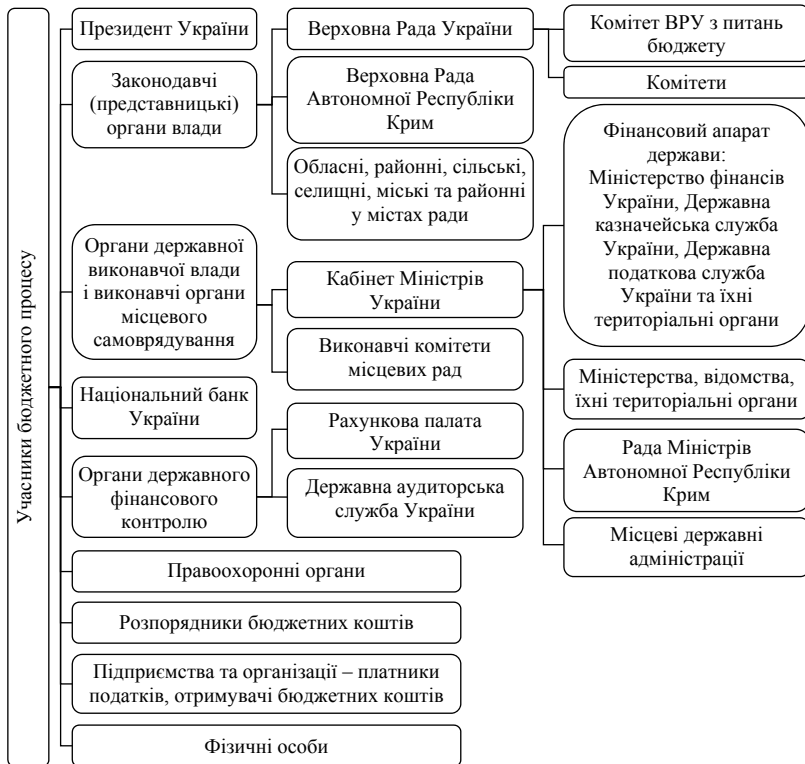 Учасники бюджетного процесу
Президент України
Законодавчі
(представницькі)
органи влади
Органи державної
виконавчої влади
і виконавчі органи
місцевого
самоврядування
Національний банк
України
Органи державного
фінансового
контролю
Правоохоронні органи
Розпорядники бюджетних коштів
Підприємства та організації – платники
податків, отримувачі бюджетних коштів
Фізичні особи
Верховна Рада України
Верховна Рада
Автономної Республіки
Крим
Обласні, районні, сільські,
селищні, міські та районні
у містах ради
Кабінет Міністрів
України
Виконавчі комітети
місцевих рад
Рахункова палата
України
Державна аудиторська
служба України
Комітет ВРУ з питань
бюджету
Комітети
Фінансовий апарат
держави:
Міністерство фінансів
України, Державна
казначейська служба
України, Державна
податкова служба
України та їхні
територіальні органи
Міністерства, відомства,
їхні територіальні органи
Рада Міністрів
Автономної Республіки
Крим
Місцеві державні
адміністрації